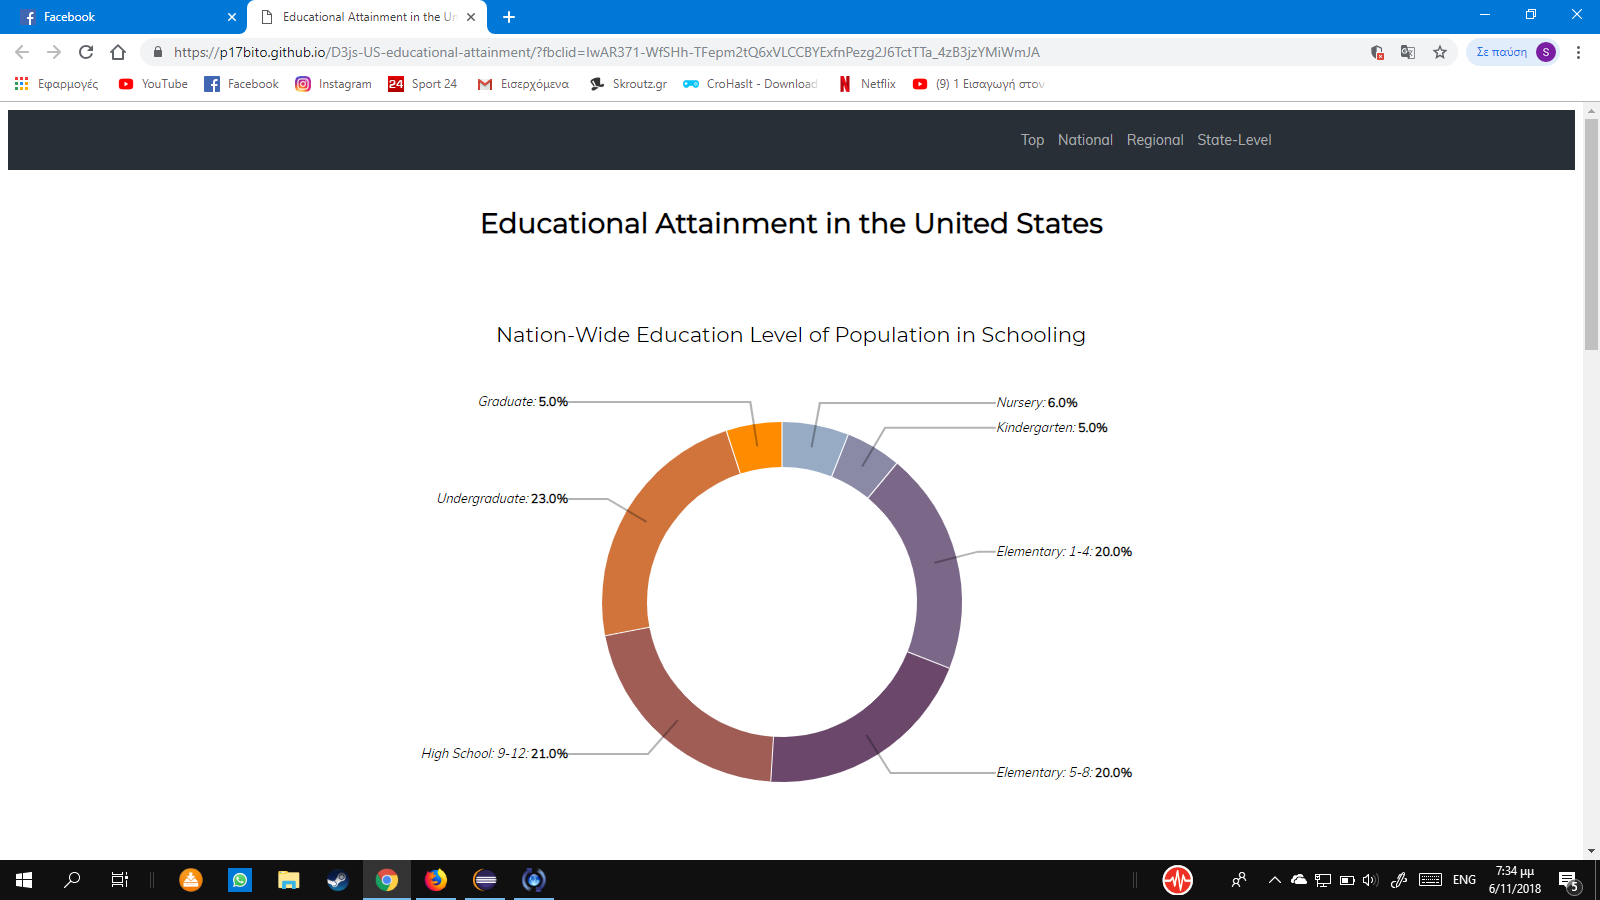 Facebook
Educational Attainment in the Un
https://p17bito.github.io/D3js-US-educational-attainment/?fbclid=IwAR371-WfSHh-TFepm2tQ6xVLCCBYExfnPezg2J6TctTTa_4zB3jzYMiWmJA
Σε παύση
S
Εφαρμογές
YouTube
Facebook
Instagram
24
Sport 24
Εισερχόμενα
Skroutz.gr
CroHasIt - Download
Netflix
(9) 1 Εισαγωγή στον
Top National Regional State-Level
Educational Attainment in the United States
Nation-Wide Education Level of Population in Schooling
Graduate: 5.0%
Nursery: 6.0%
Kindergarten: 5.0%
Undergraduate: 23.0%
Elementary: 1-4: 20.0%
High School: 9-12: 21.0%
Elementary: 5-8: 20.0%
ENG
7:34 μμ
6/11/2018
5